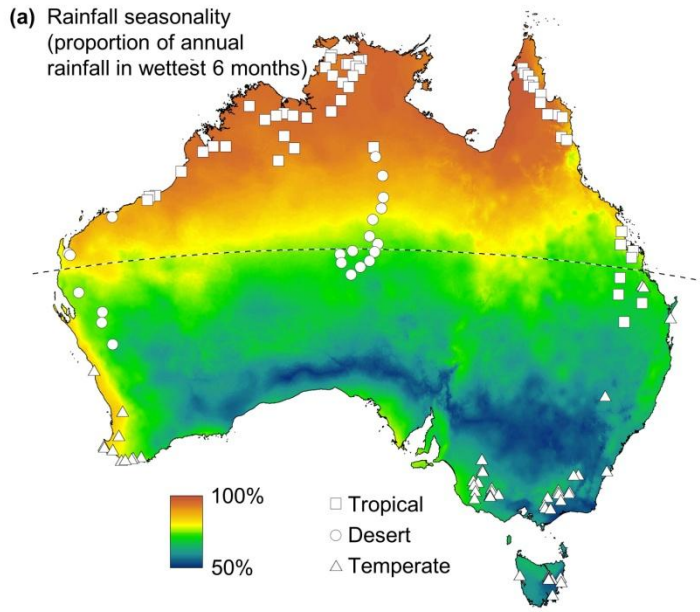 (a) Rainfall seasonality
(proportion of annual
rainfall in wettest 6 months)
100%
50%
Tropical
Desert
Temperate